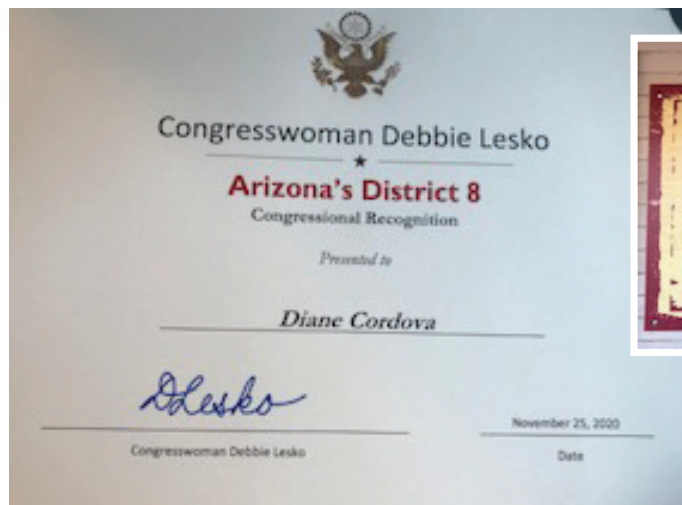 Congresswoman Debbie Lesko
Arizona's District 8
Congressional Recognition
Presented to
Diane Cordova
DLesko
November 25, 2020
Congresswoman Debbie Lesko
Date